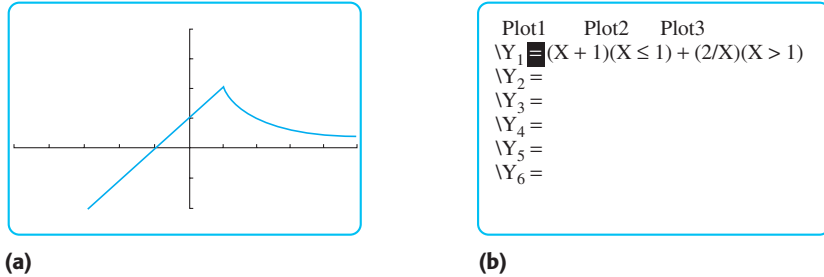 Plot1 Plot2 Plot3
\Y₁ = (X + 1)(X ≤ 1) + (2/X)(X > 1)
\Y₂ =
\Y₃ =
\Y₄ =
\Y₅ =
\Y₆ =
(a)
(b)